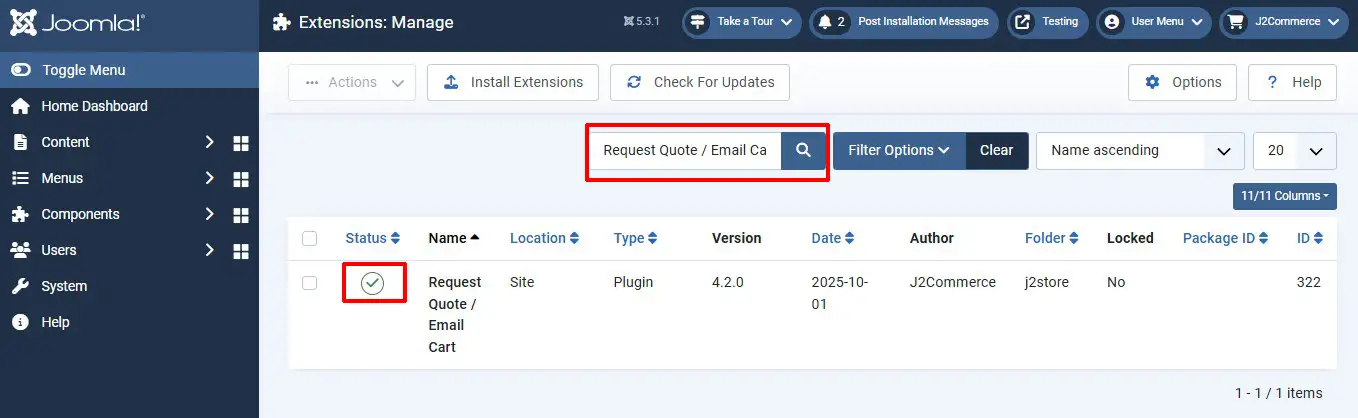 Joomla!®
Extensions: Manage
5.3.1
Take a Tour
2 Post Installation Messages
Testing
User Menu
J2Commerce
Toggle Menu
Home Dashboard
Content
Menus
Components
Users
System
Help
Actions
Install Extensions
Check For Updates
Options
? Help
Request Quote / Email Ca
Filter Options
Clear
Name ascending
20
11/11 Columns
Status Name Location Type Version Date Author Folder Locked Package ID ID
Request Site Plugin 4.2.0 2025-10- J2Commerce j2store No 322
Quote / 01
Email
Cart
1 - 1 / 1 items